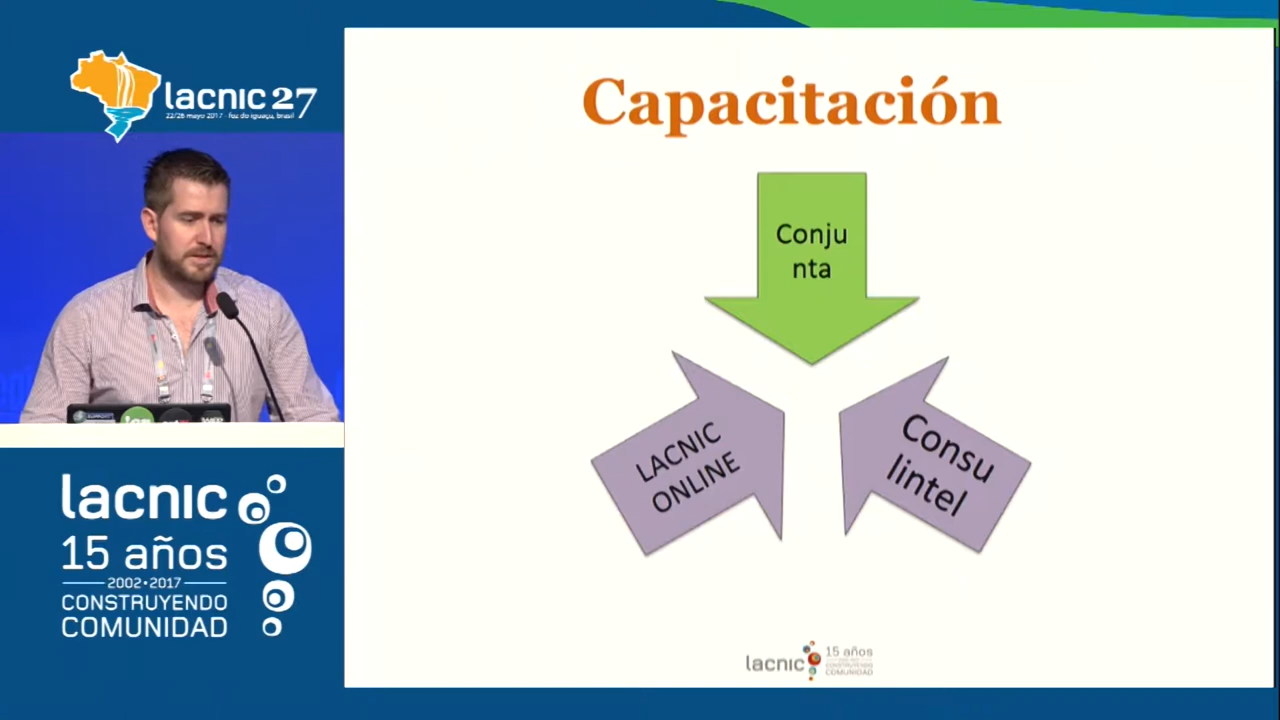 lacnic 27
22/26 mayo 2017 - foz do iguaçu, brasil
Capacitación
Conju
nta
LACNIC
ONLINE
Consu
lintel
lacnic
15 años
2002•2017
CONSTRUYENDO
COMUNIDAD
lacnic
15 años
CONSTRUYENDO
COMUNIDAD